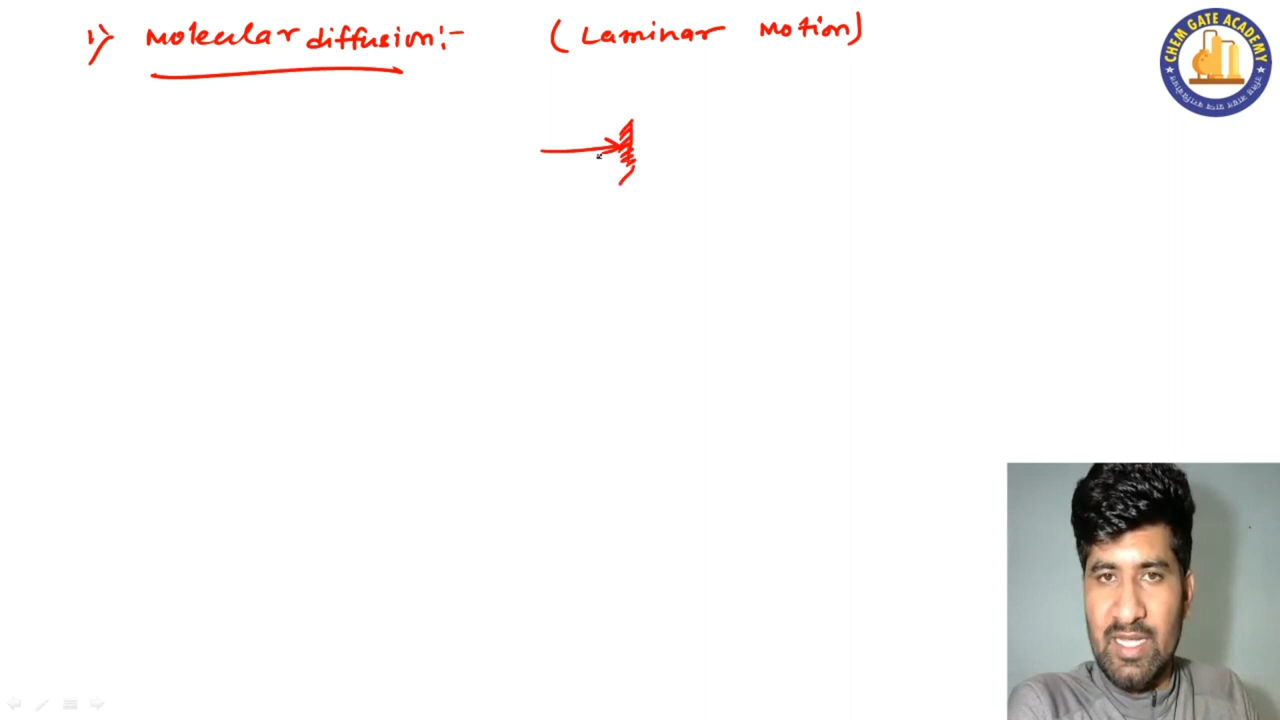 1) Molecular diffusion:- (Laminar Motion)
CHEM GATE ACADEMY